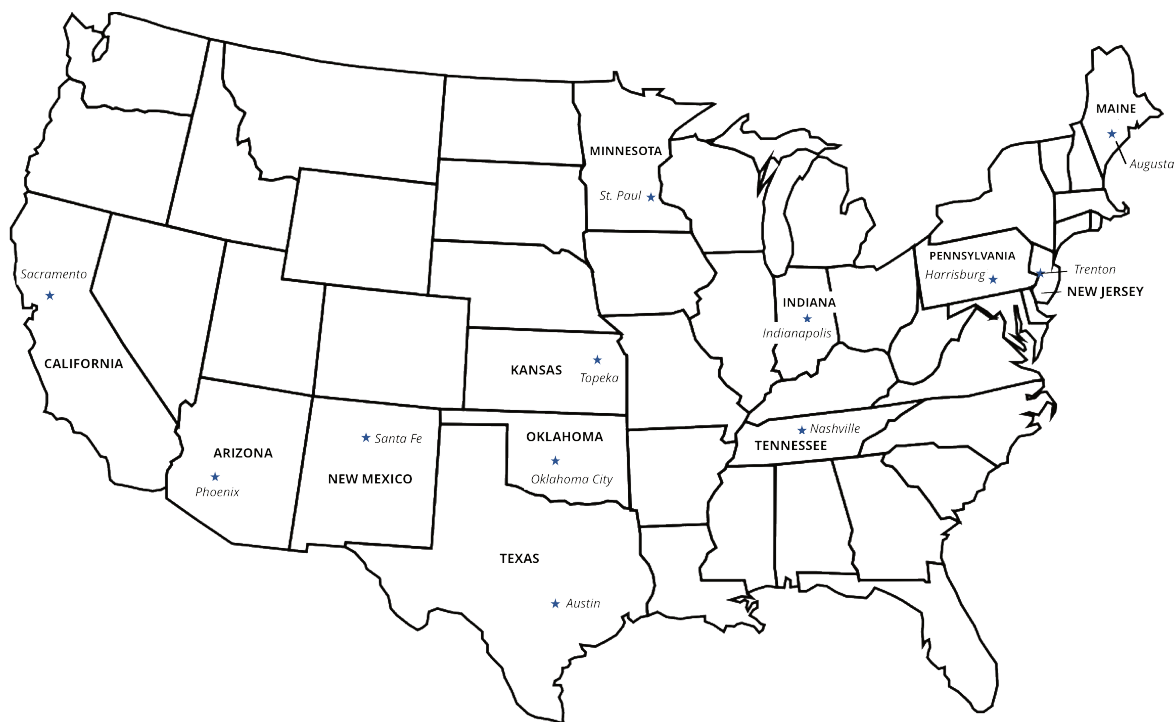 MAINE
Augusta
MINNESOTA
St. Paul
PENNSYLVANIA
Harrisburg
Trenton
NEW JERSEY
Sacramento
INDIANA
Indianapolis
CALIFORNIA
KANSAS
Topeka
Nashville
TENNESSEE
OKLAHOMA
Oklahoma City
Santa Fe
NEW MEXICO
ARIZONA
Phoenix
TEXAS
Austin